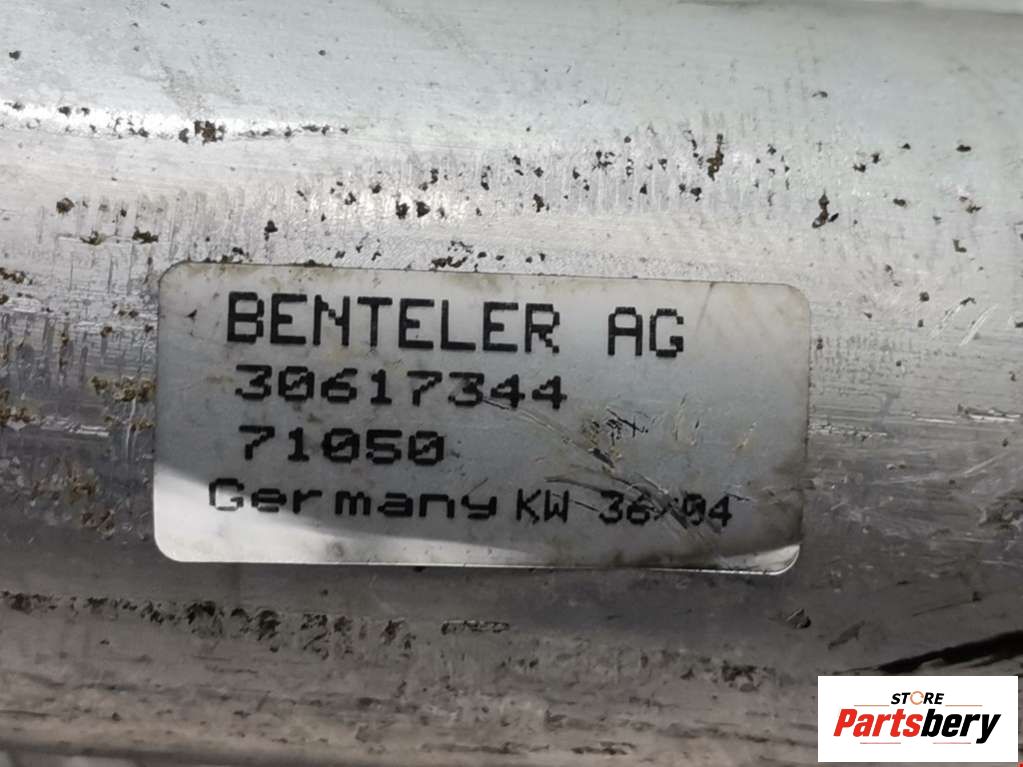 BENTELER AG
30617344
71050
Germany KW 36/04
STORE
Partsbery